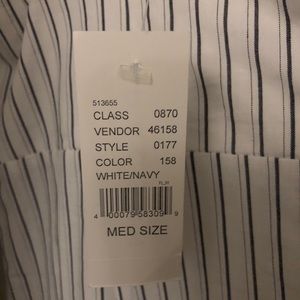 513655
CLASS 0870
VENDOR 46158
STYLE 0177
COLOR 158
WHITE/NAVY
4 00079 58309 9
MED SIZE